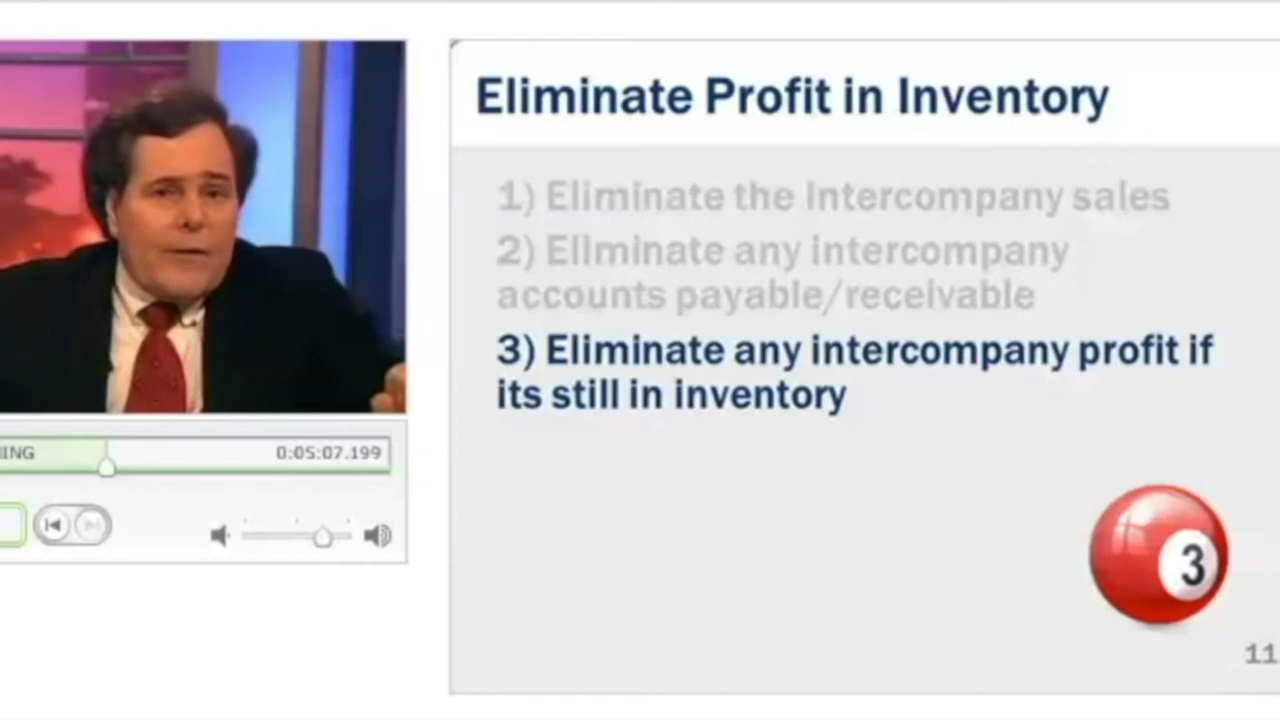 Eliminate Profit in Inventory
1) Eliminate the Intercompany sales
2) Eliminate any intercompany
accounts payable/receivable
3) Eliminate any intercompany profit if
its still in inventory
ING
0:05:07.199
3
11